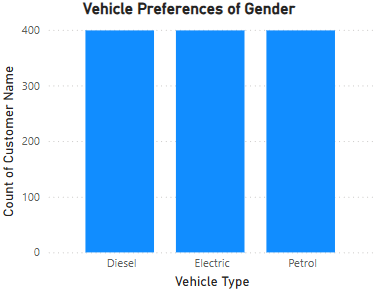 Vehicle Preferences of Gender
Count of Customer Name
400
300
200
100
0
Diesel
Electric
Petrol
Vehicle Type